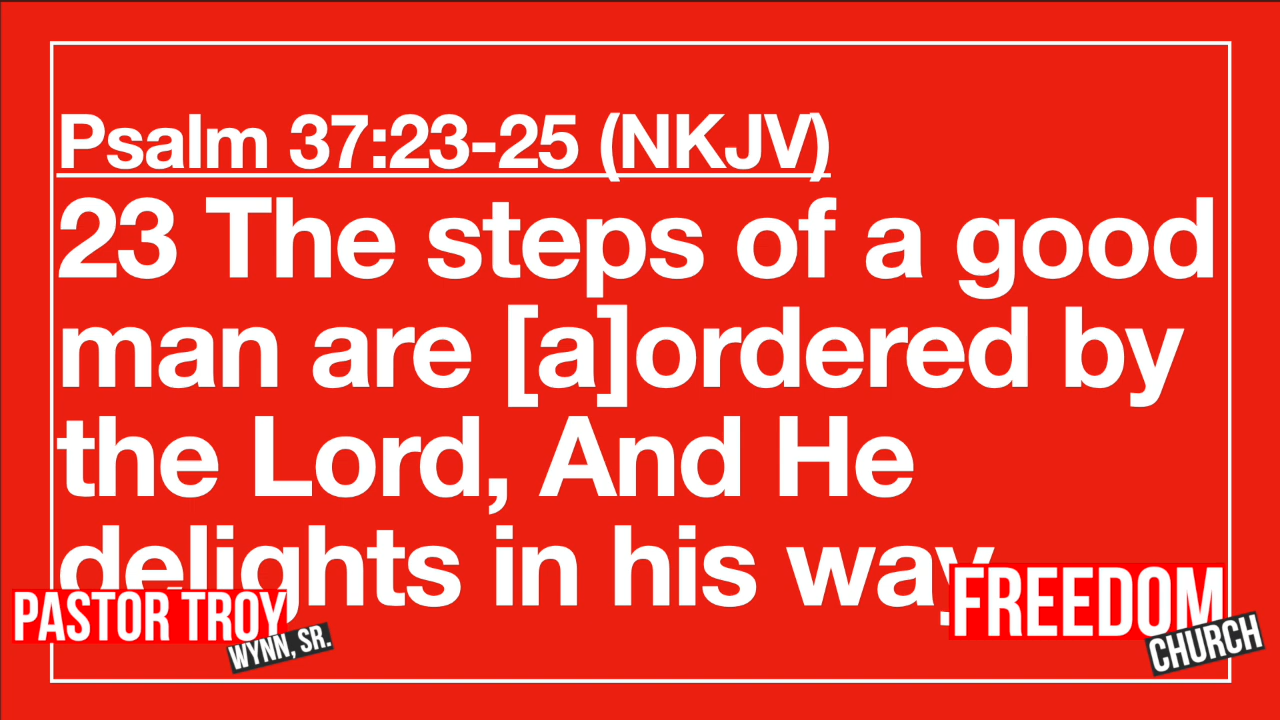 Psalm 37:23-25 (NKJV)
23 The steps of a good
man are [a]ordered by
the Lord, And He
delights in his way.
PASTOR TROY
WYNN, SR.
FREEDOM
CHURCH